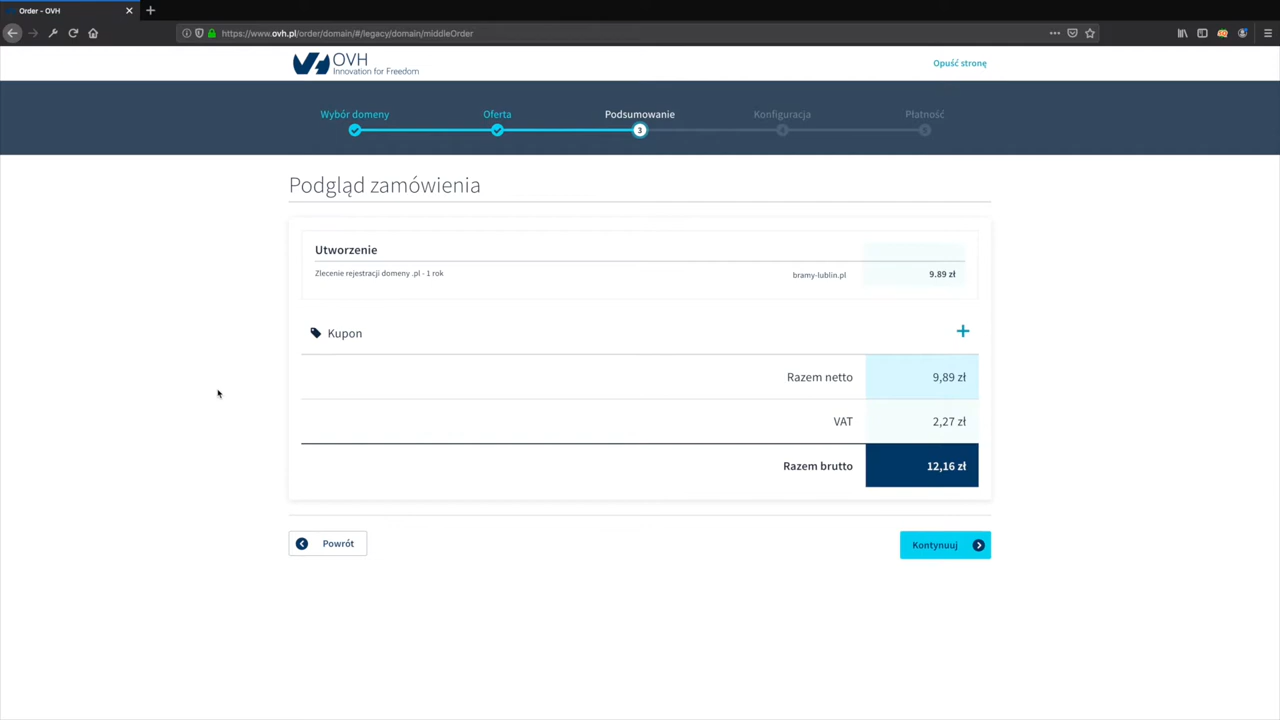 Order - OVH
https://www.ovh.pl/order/domain/#/legacy/domain/middleOrder
OVH
Innovation for Freedom
Opuść stronę
Wybór domeny
Oferta
Podsumowanie
Konfiguracja
Płatność
3
Podgląd zamówienia
Utworzenie
Zlecenie rejestracji domeny .pl - 1 rok
bramy-lublin.pl
9.89 zł
Kupon
Razem netto
9,89 zł
VAT
2,27 zł
Razem brutto
12,16 zł
Powrót
Kontynuuj